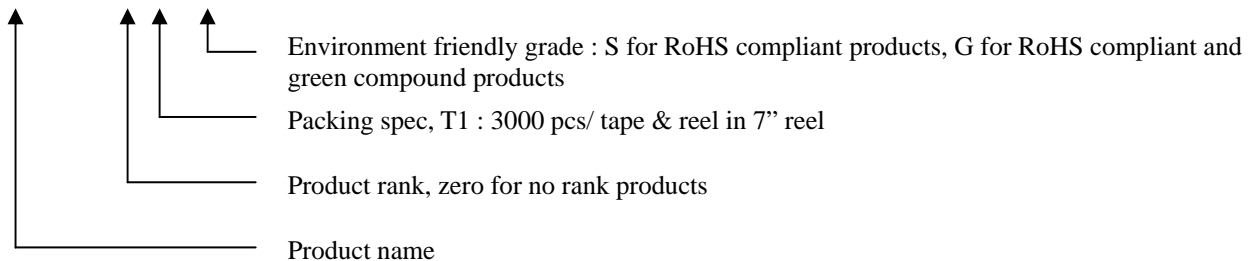 Environment friendly grade : S for RoHS compliant products, G for RoHS compliant and
green compound products
Packing spec, T1 : 3000 pcs/ tape & reel in 7” reel
Product rank, zero for no rank products
Product name